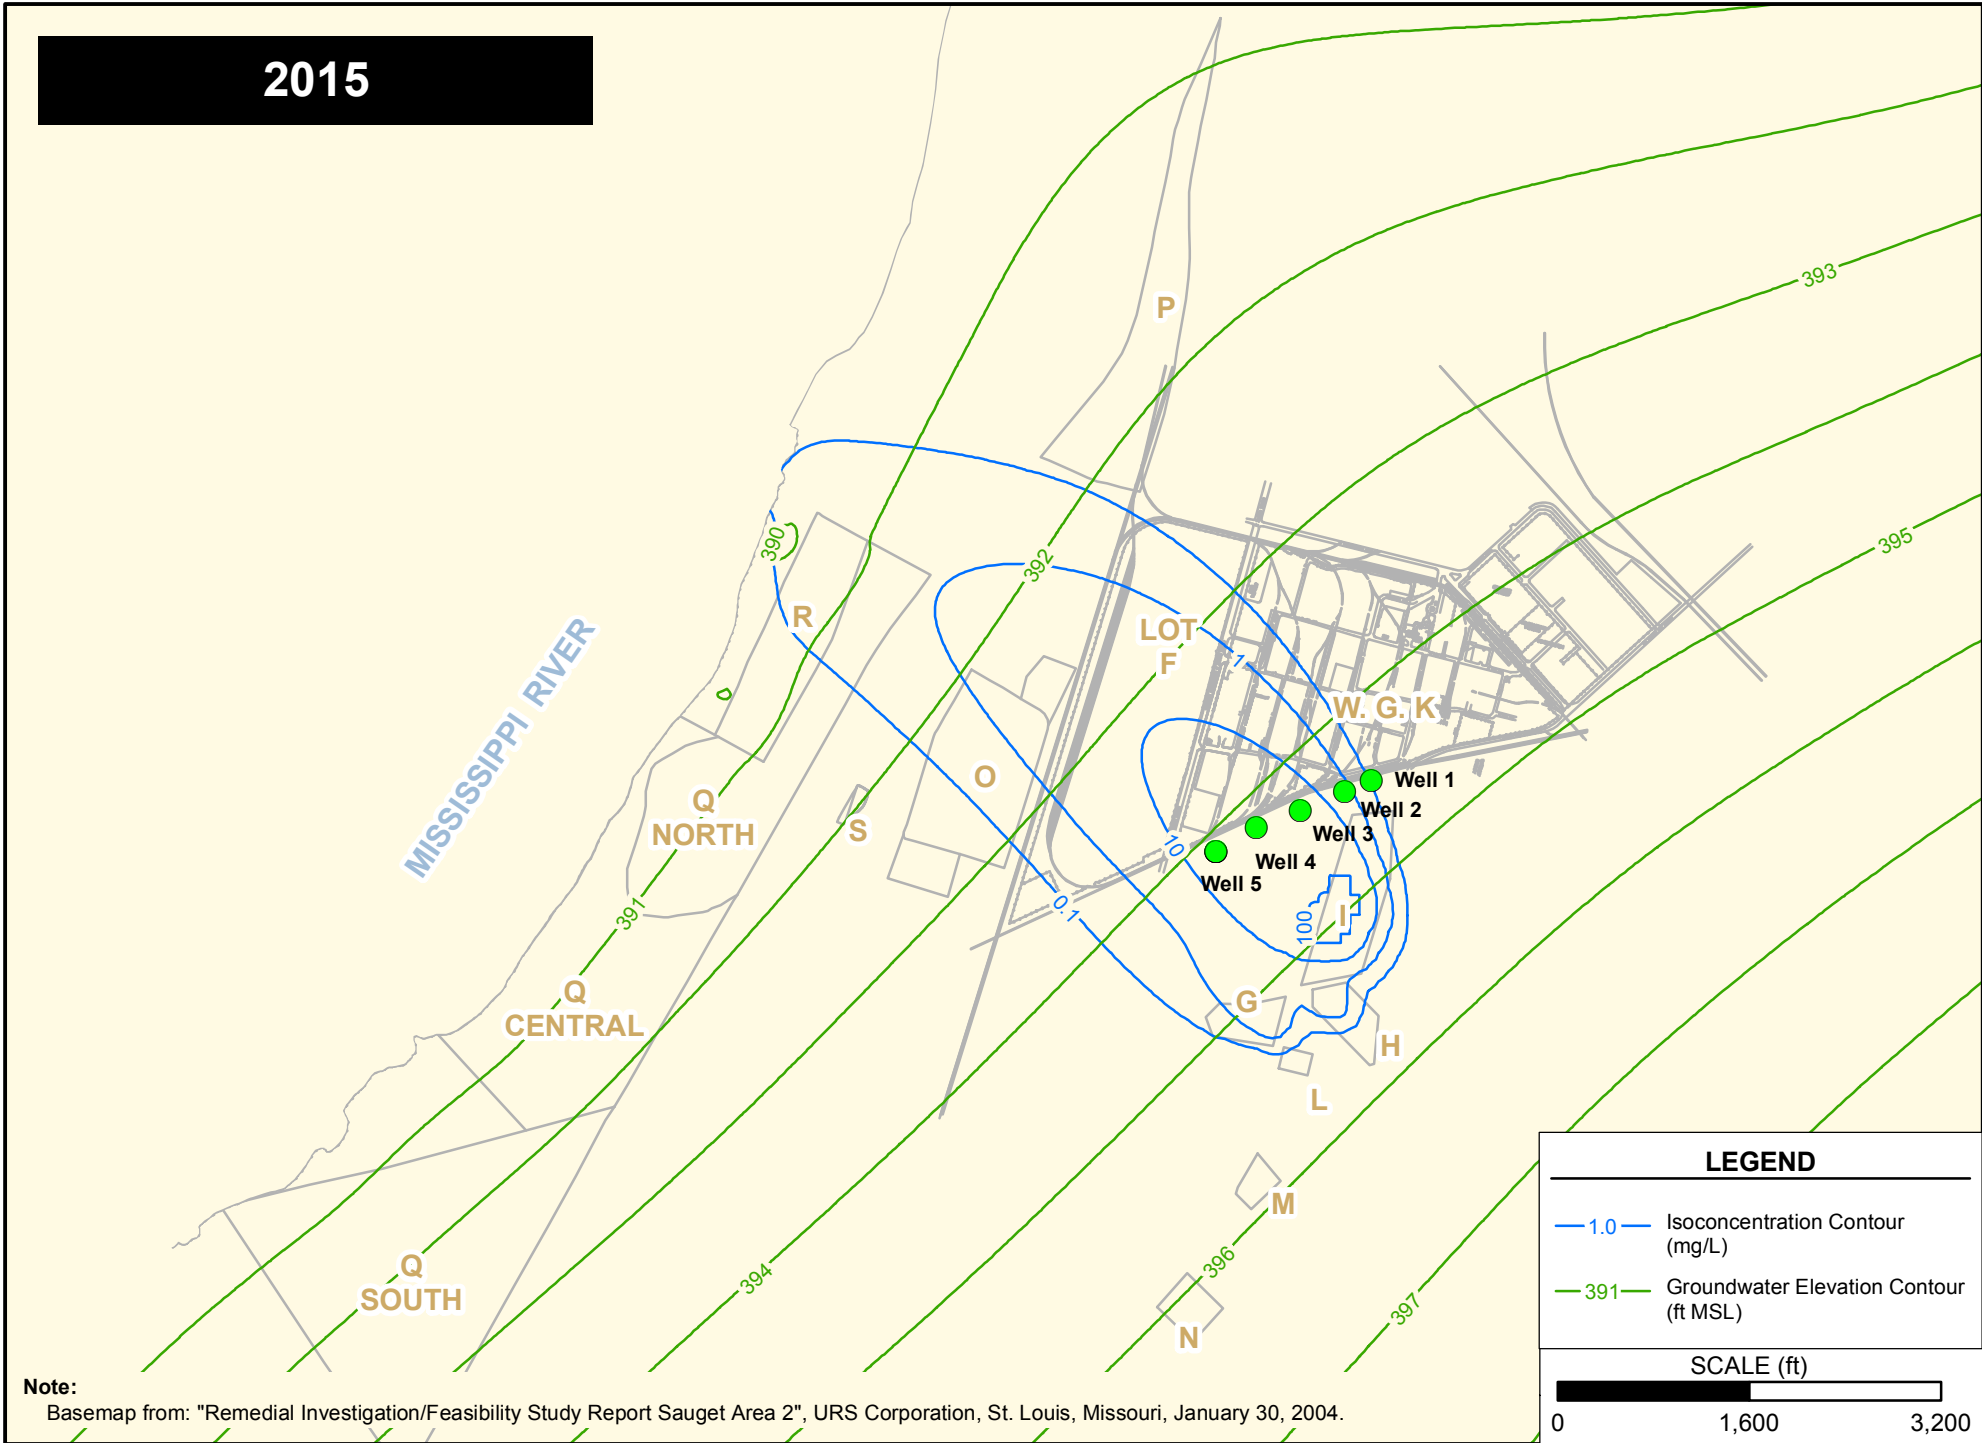 2015
P
393
395
390
392
R
LOT
F
1
MISSISSIPPI RIVER
W. G. K
O
Well 1
Q
NORTH
S
Well 2
Well 3
10
Well 4
Well 5
0.1
391
100
I
Q
CENTRAL
G
H
L
M
396
394
Q
SOUTH
397
N
LEGEND
1.0
Isoconcentration Contour
(mg/L)
391
Groundwater Elevation Contour
(ft MSL)
SCALE (ft)
0 1,600 3,200
Note:
Basemap from: "Remedial Investigation/Feasibility Study Report Sauget Area 2", URS Corporation, St. Louis, Missouri, January 30, 2004.